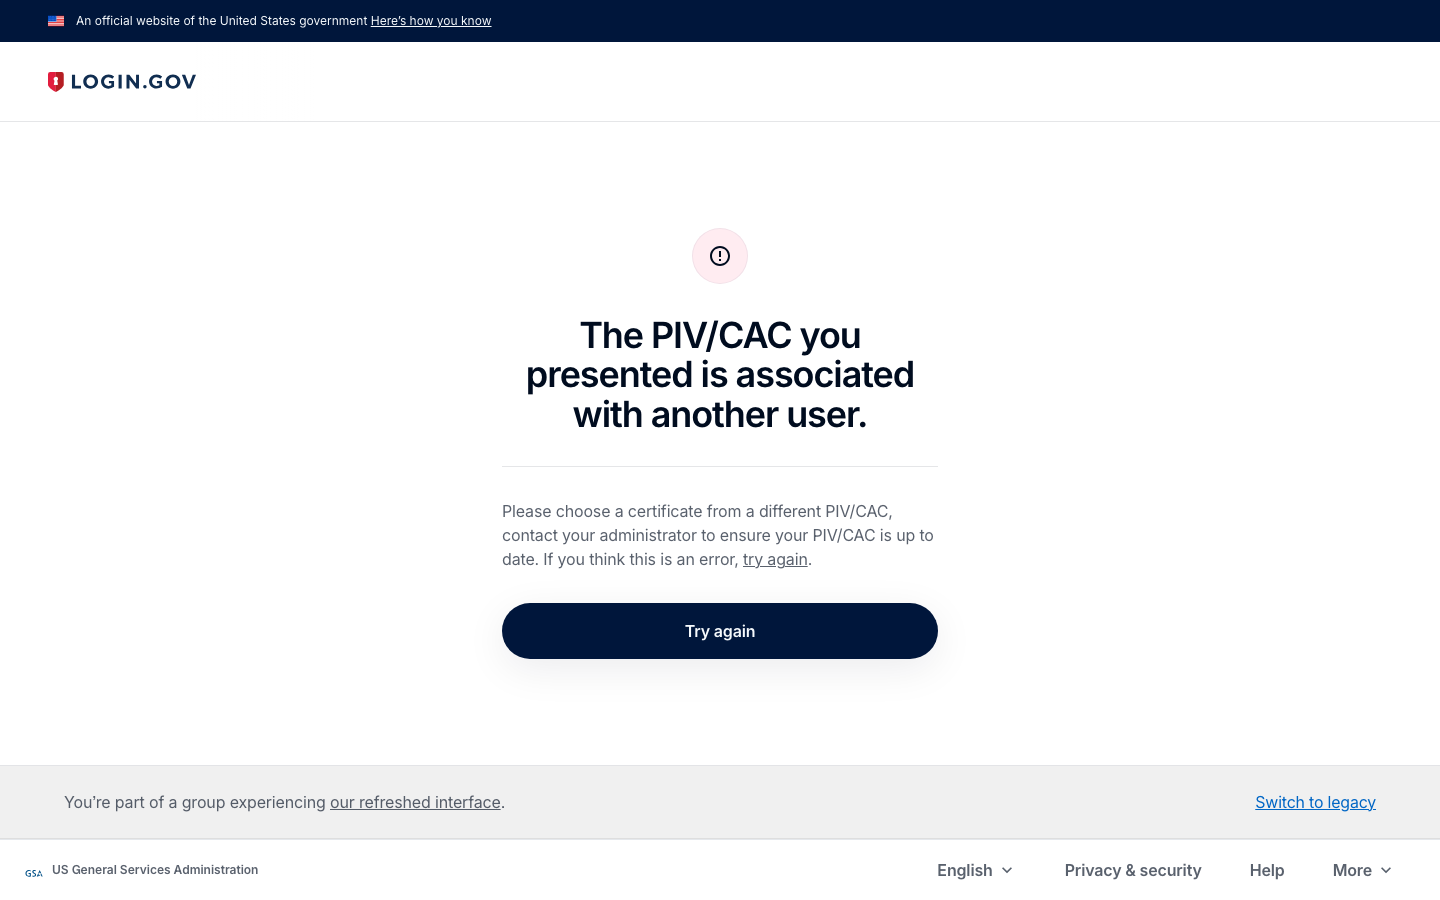 An official website of the United States government Here's how you know
LOGIN.GOV
The PIV/CAC you
presented is associated
with another user.
Please choose a certificate from a different PIV/CAC,
contact your administrator to ensure your PIV/CAC is up to
date. If you think this is an error, try again.
Try again
You're part of a group experiencing our refreshed interface.
Switch to legacy
GSA US General Services Administration
English
Privacy & security
Help
More